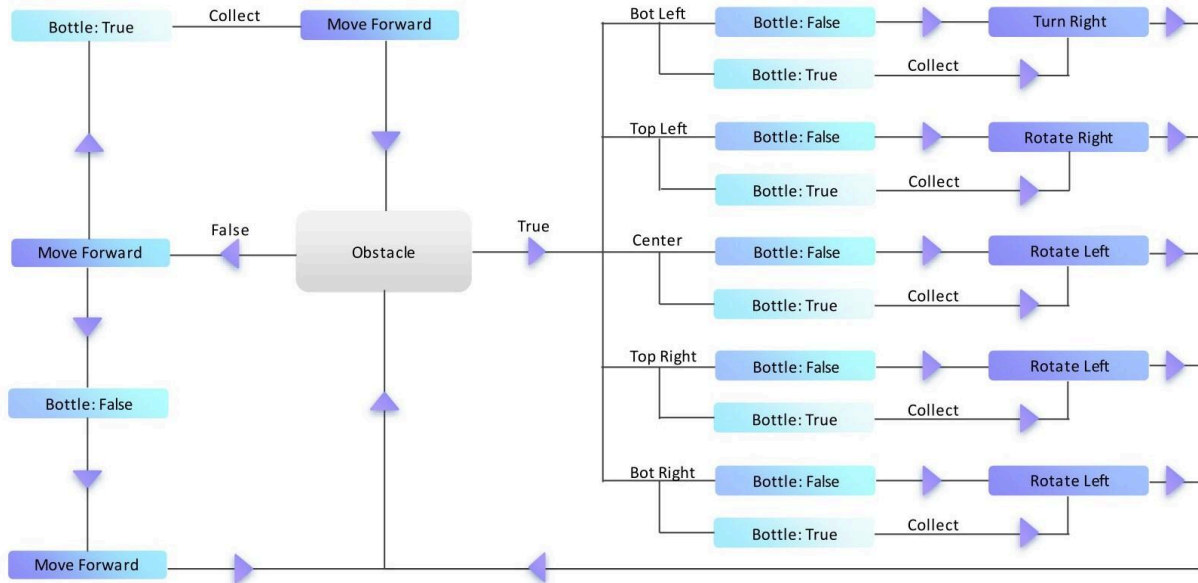 Bottle: True
Collect
Move Forward
Bot Left
Bottle: False
Turn Right
Bottle: True
Collect
Top Left
Bottle: False
Rotate Right
Bottle: True
Collect
False
Move Forward
Obstacle
True
Center
Bottle: False
Rotate Left
Bottle: True
Collect
Top Right
Bottle: False
Rotate Left
Bottle: False
Bottle: True
Collect
Bot Right
Bottle: False
Rotate Left
Bottle: True
Collect
Move Forward